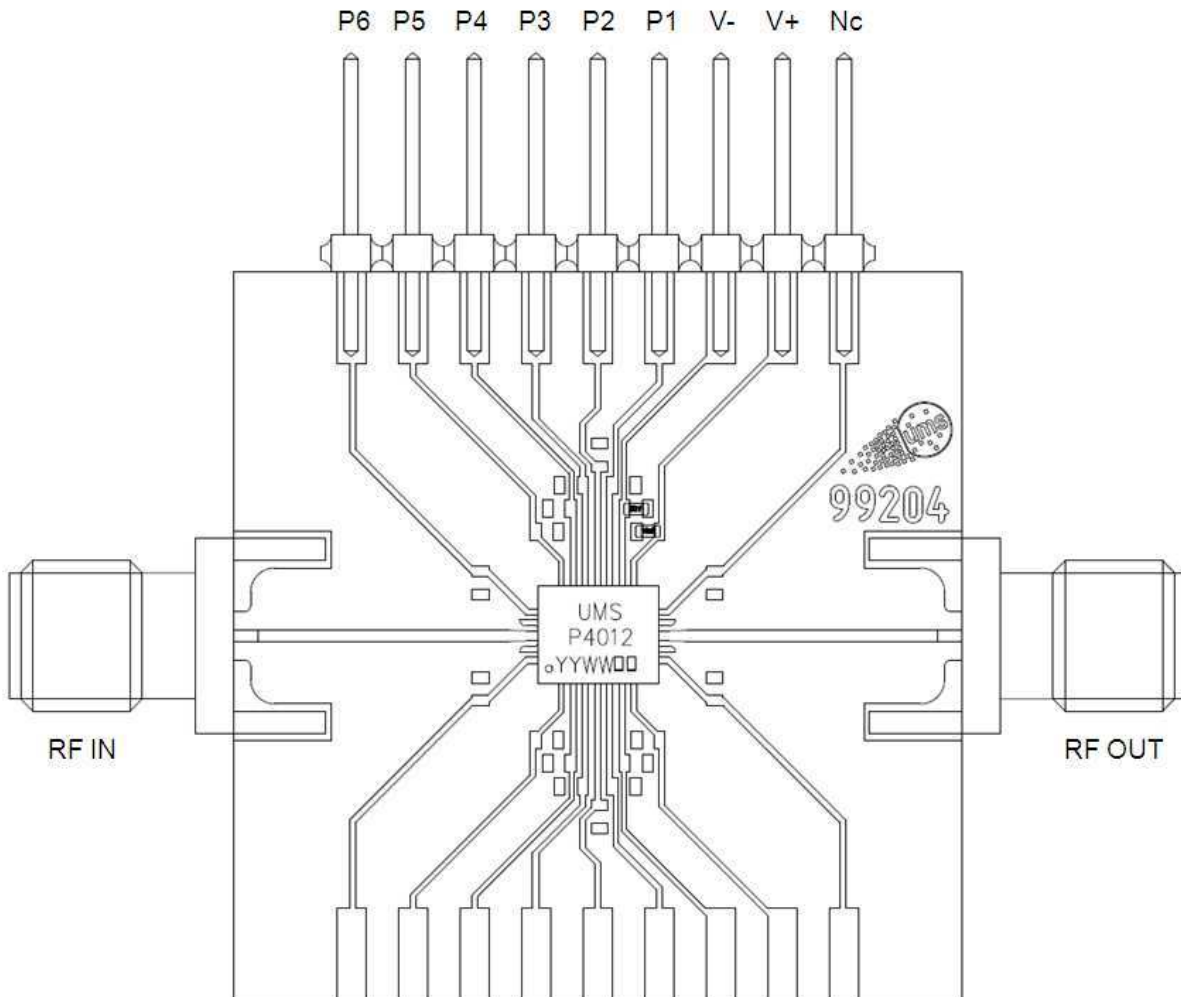 P6 P5 P4 P3 P2 P1 V- V+ Nc
ums
99204
UMS
P4012
YYWW
RF IN
RF OUT